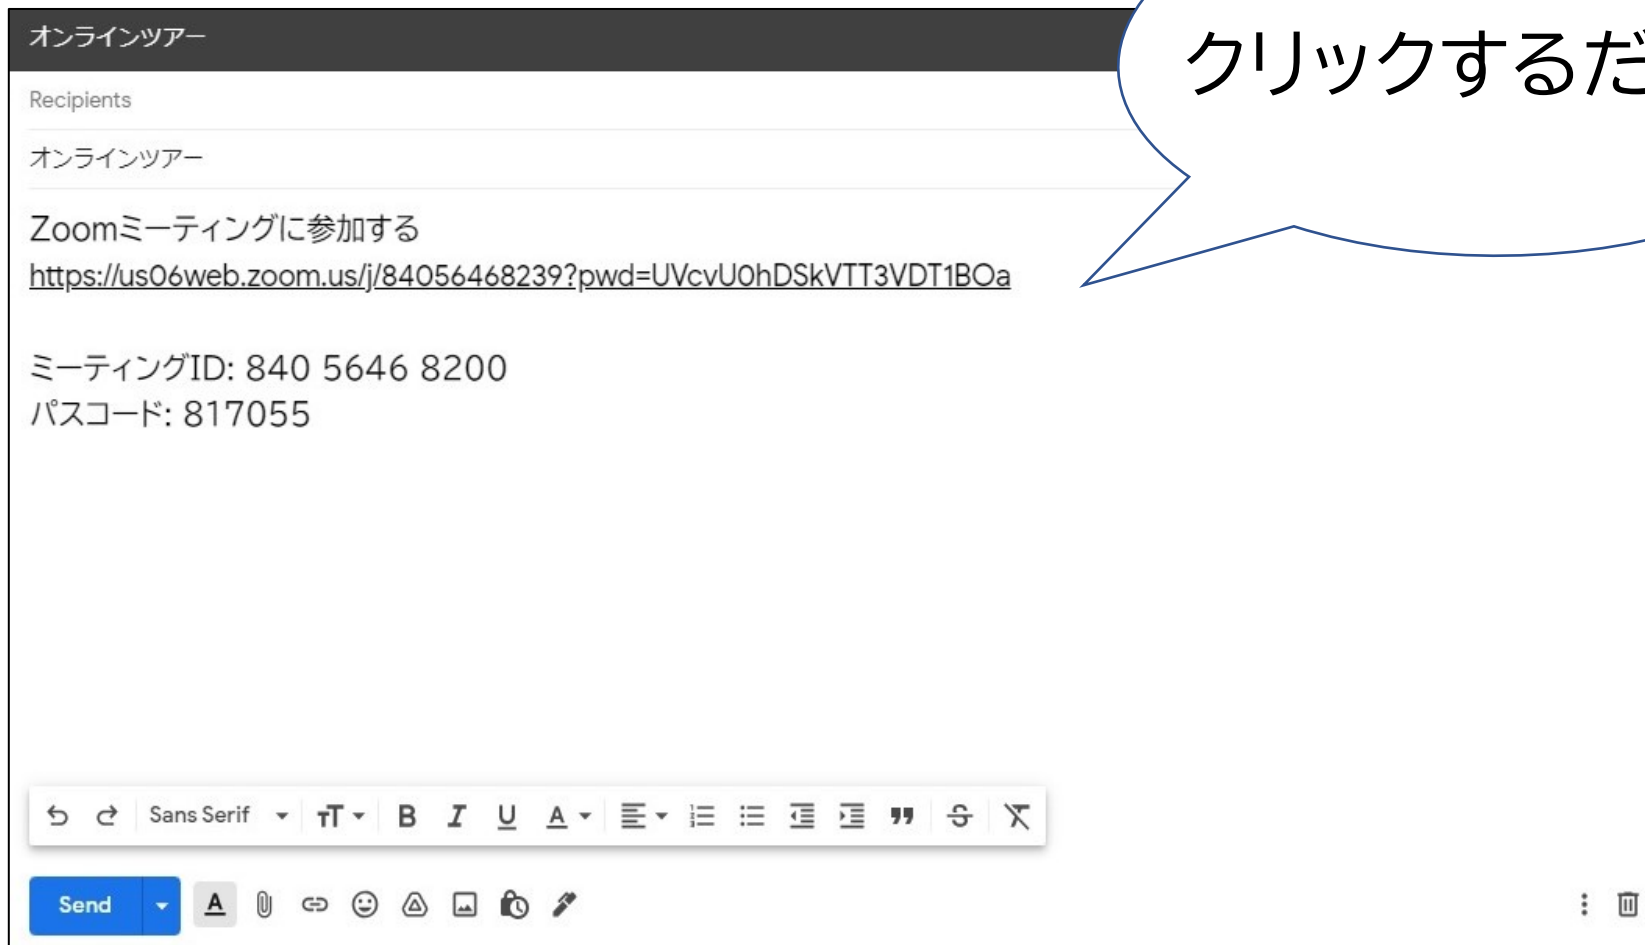 オンラインツアー
クリックするだ
Recipients
オンラインツアー
Zoomミーティングに参加する
https://us06web.zoom.us/j/84056468239?pwd=UVcvU0hDSkVTT3VDT1BOa
ミーティングID: 840 5646 8200
パスコード: 817055
Sans Serif
Send